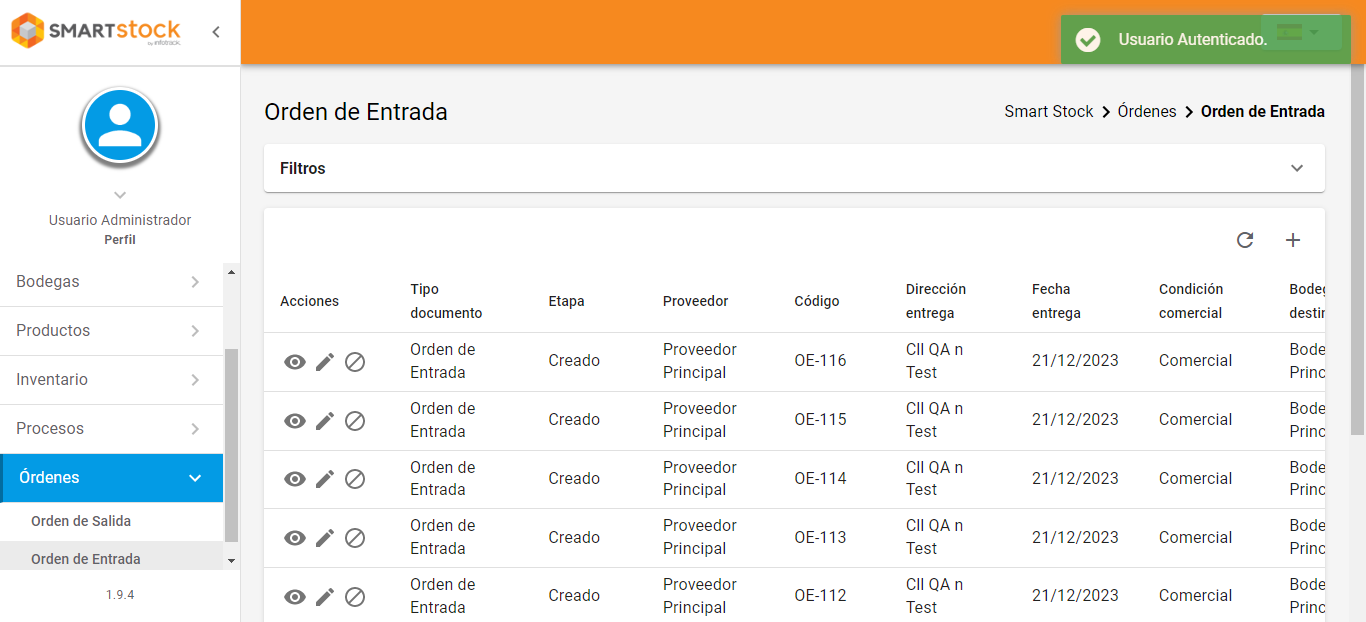 SMARTstock
by infotrack.
Usuario Autenticado.
Usuario Administrador
Perfil
Bodegas
Productos
Inventario
Procesos
Órdenes
Orden de Salida
Orden de Entrada
1.9.4
Orden de Entrada
Smart Stock > Órdenes > Orden de Entrada
Filtros
Acciones Tipo documento Etapa Proveedor Código Dirección entrega Fecha entrega Condición comercial
Orden de Entrada Creado Proveedor Principal OE-116 Cll QA n Test 21/12/2023 Comercial Bode Princ
Orden de Entrada Creado Proveedor Principal OE-115 Cll QA n Test 21/12/2023 Comercial Bode Princ
Orden de Entrada Creado Proveedor Principal OE-114 Cll QA n Test 21/12/2023 Comercial Bode Princ
Orden de Entrada Creado Proveedor Principal OE-113 Cll QA n Test 21/12/2023 Comercial Bode Princ
Orden de Entrada Creado Proveedor Principal OE-112 Cll QA n Test 21/12/2023 Comercial Bode Princ